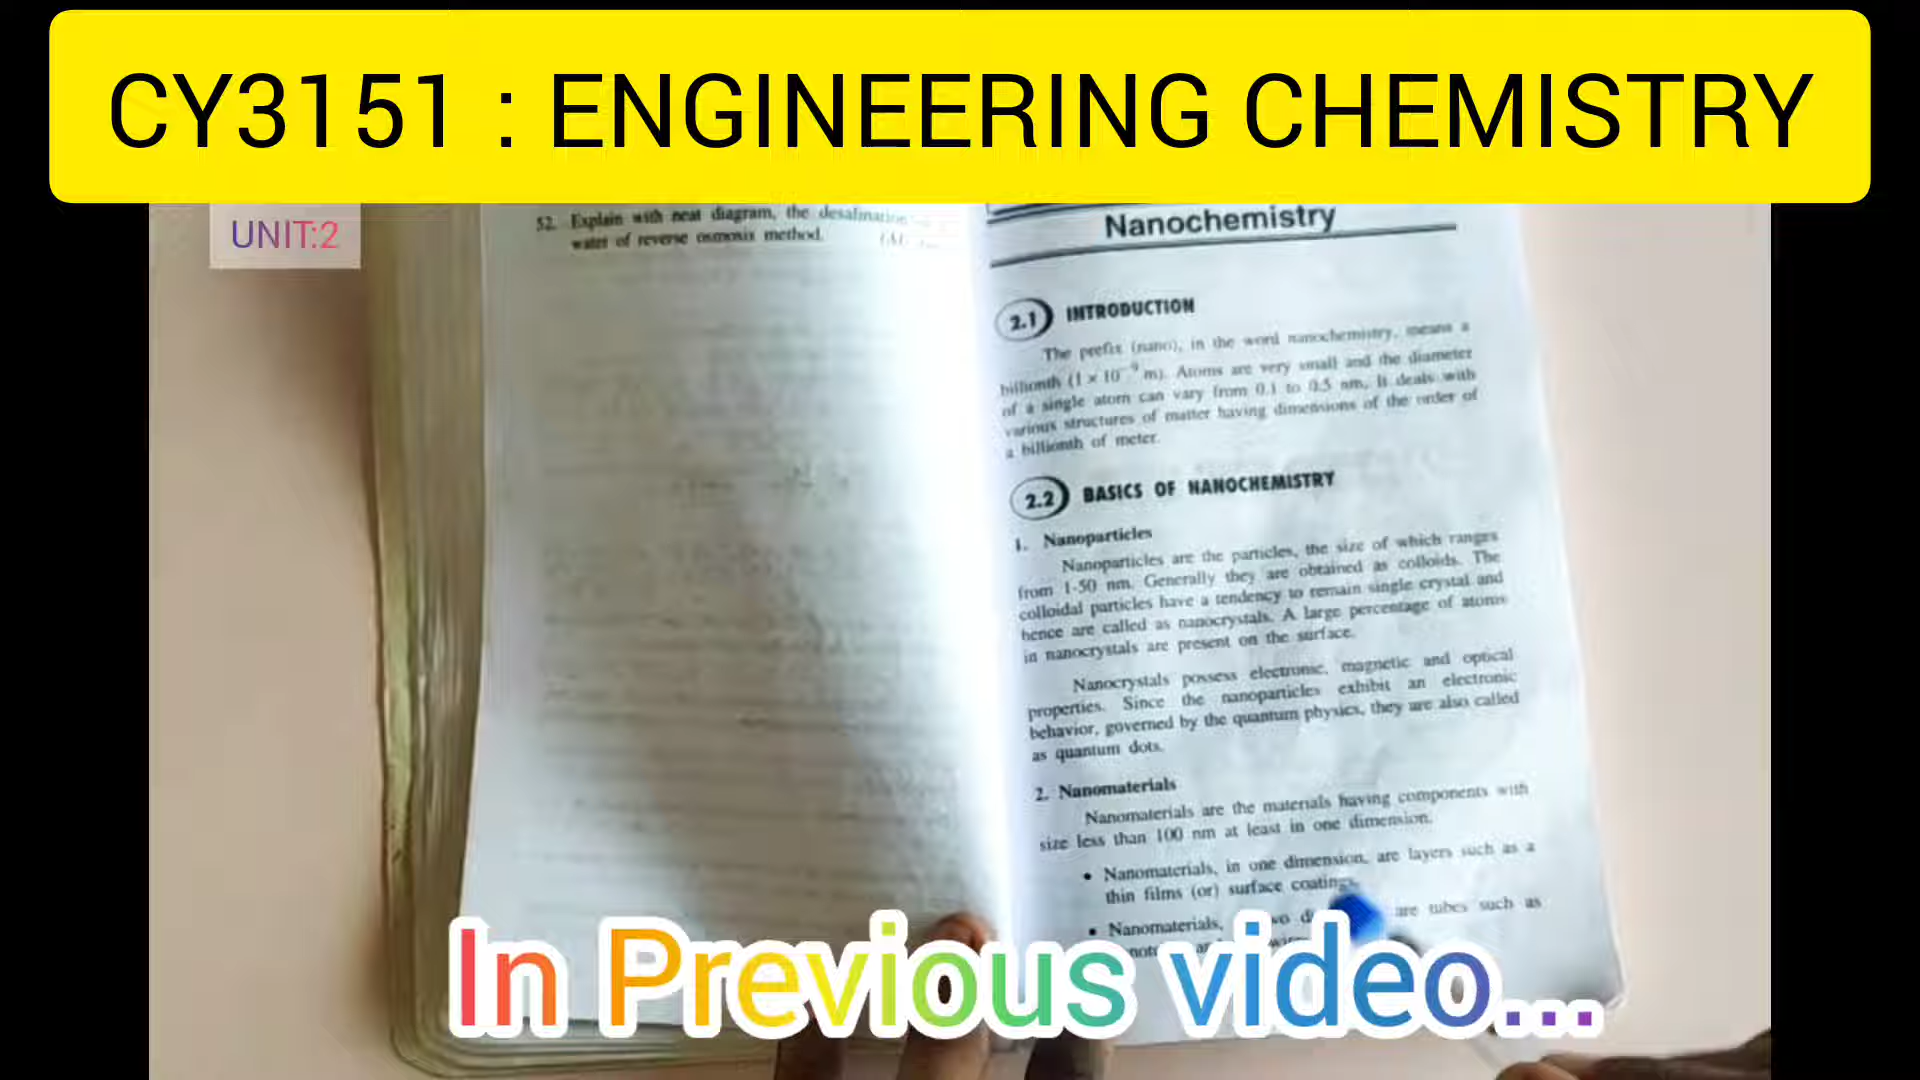 CY3151 : ENGINEERING CHEMISTRY
UNIT:2
52. Explain with neat diagram, the desalination
water of reverse osmosis method.
Nanochemistry
2.1 INTRODUCTION
The prefix (nano), in the word nanochemistry, means a
billionth (1 × 10⁻⁹ m). Atoms are very small and the diameter
of a single atom can vary from 0.1 to 0.5 nm. It deals with
various structures of matter having dimensions of the order of
a billionth of meter.
2.2 BASICS OF NANOCHEMISTRY
1. Nanoparticles
Nanoparticles are the particles, the size of which ranges
from 1-50 nm. Generally they are obtained as colloids. The
colloidal particles have a tendency to remain single crystal and
hence are called as nanocrystals. A large percentage of atoms
in nanocrystals are present on the surface.
Nanocrystals possess electronic, magnetic and optical
properties. Since the nanoparticles exhibit an electronic
behavior, governed by the quantum physics, they are also called
as quantum dots.
2. Nanomaterials
Nanomaterials are the materials having components with
size less than 100 nm at least in one dimension.
• Nanomaterials, in one dimension, are layers such as a
thin films (or) surface coatings.
• Nanomaterials, are tubes such as
In Previous video...